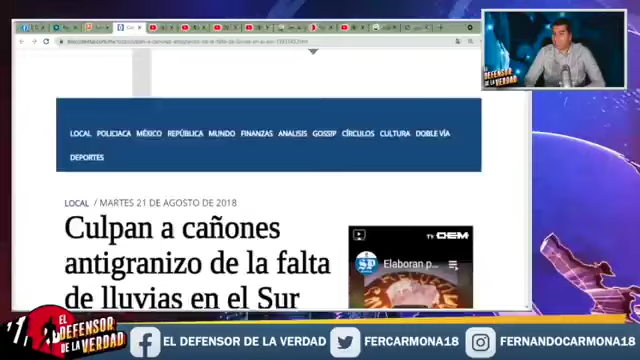 EL DEFENSOR
DE LA VERDAD
LOCAL POLICIACA MÉXICO REPÚBLICA MUNDO FINANZAS ANALISIS GOSSIP CÍRCULOS CULTURA DOBLE VÍA
DEPORTES
LOCAL / MARTES 21 DE AGOSTO DE 2018
Culpan a cañones
antigranizo de la falta
de lluvias en el Sur
TV OEM
Elaboran p...
EL DEFENSOR
DE LA VERDAD
EL DEFENSOR DE LA VERDAD
FERCARMONA18
FERNANDOCARMONA18